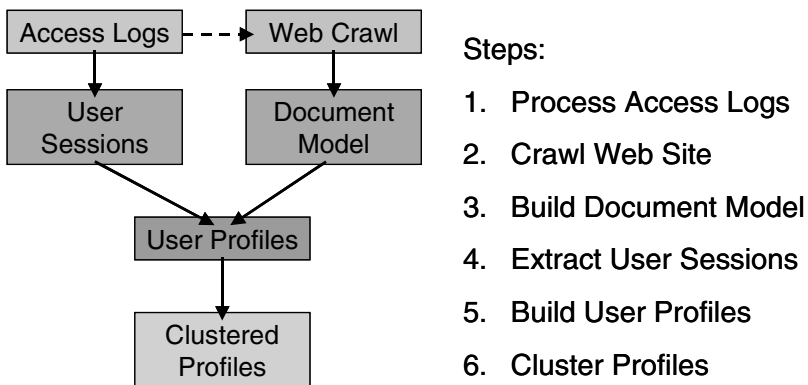 Access Logs
Web Crawl
User
Sessions
Document
Model
User Profiles
Clustered
Profiles
Steps:
1. Process Access Logs
2. Crawl Web Site
3. Build Document Model
4. Extract User Sessions
5. Build User Profiles
6. Cluster Profiles